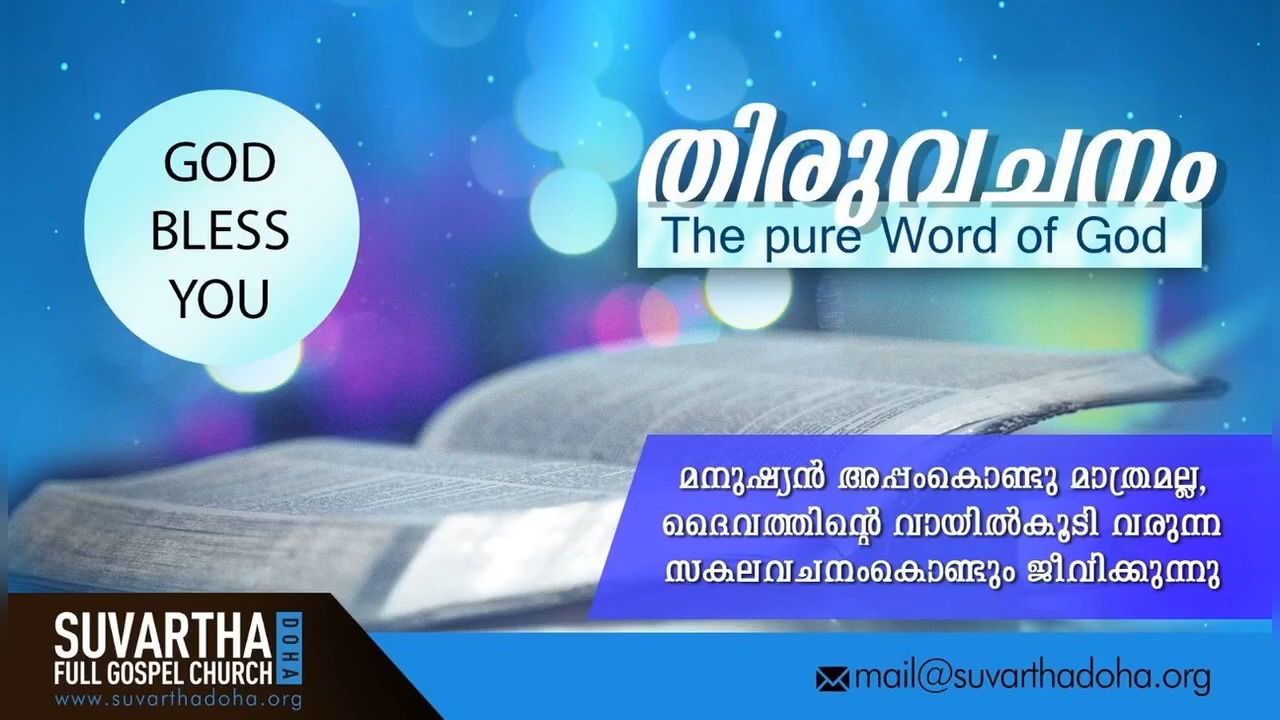 GOD
BLESS
YOU
തിരുവചനം
The pure Word of God
മനുഷ്യൻ അപ്പംകൊണ്ടു മാത്രമല്ല,
ദൈവത്തിന്റെ വായിൽകൂടി വരുന്ന
സകലവചനംകൊണ്ടും ജീവിക്കുന്നു
SUVARTHA DOHA
FULL GOSPEL CHURCH
www.suvarthadoha.org
mail@suvarthadoha.org